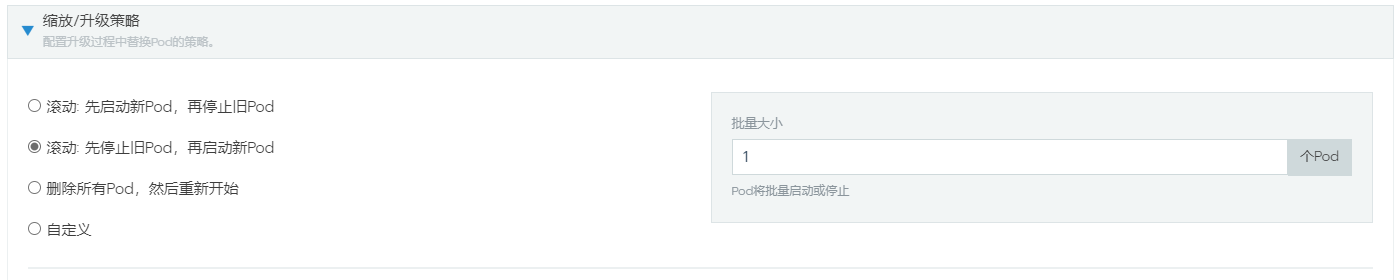 缩放/升级策略
配置升级过程中替换Pod的策略。
滚动: 先启动新Pod，再停止旧Pod
滚动: 先停止旧Pod，再启动新Pod
删除所有Pod，然后重新开始
自定义
批量大小
1 个Pod
Pod将批量启动或停止